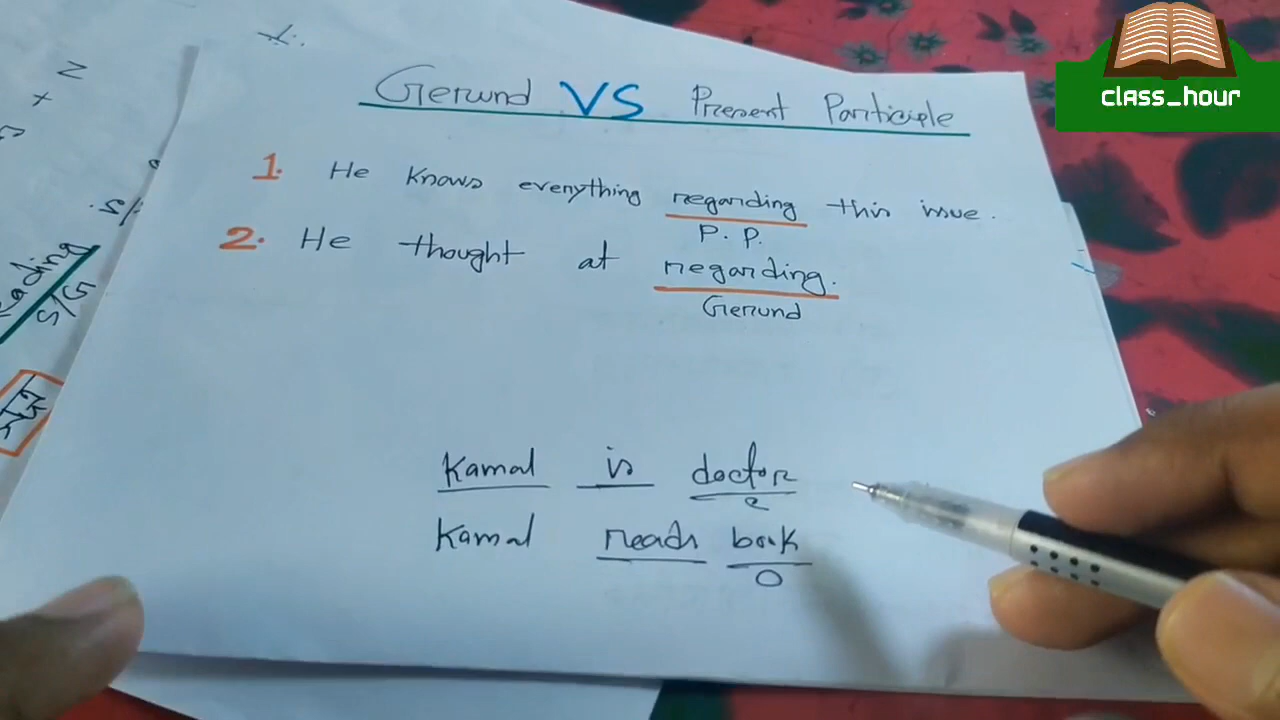 class_hour
Gerund VS Present Participle
1. He knows everything regarding this issue.
P. P.
2. He thought at regarding.
Gerund
Kamal is doctor
c
Kamal reads book
O
ading
S/G